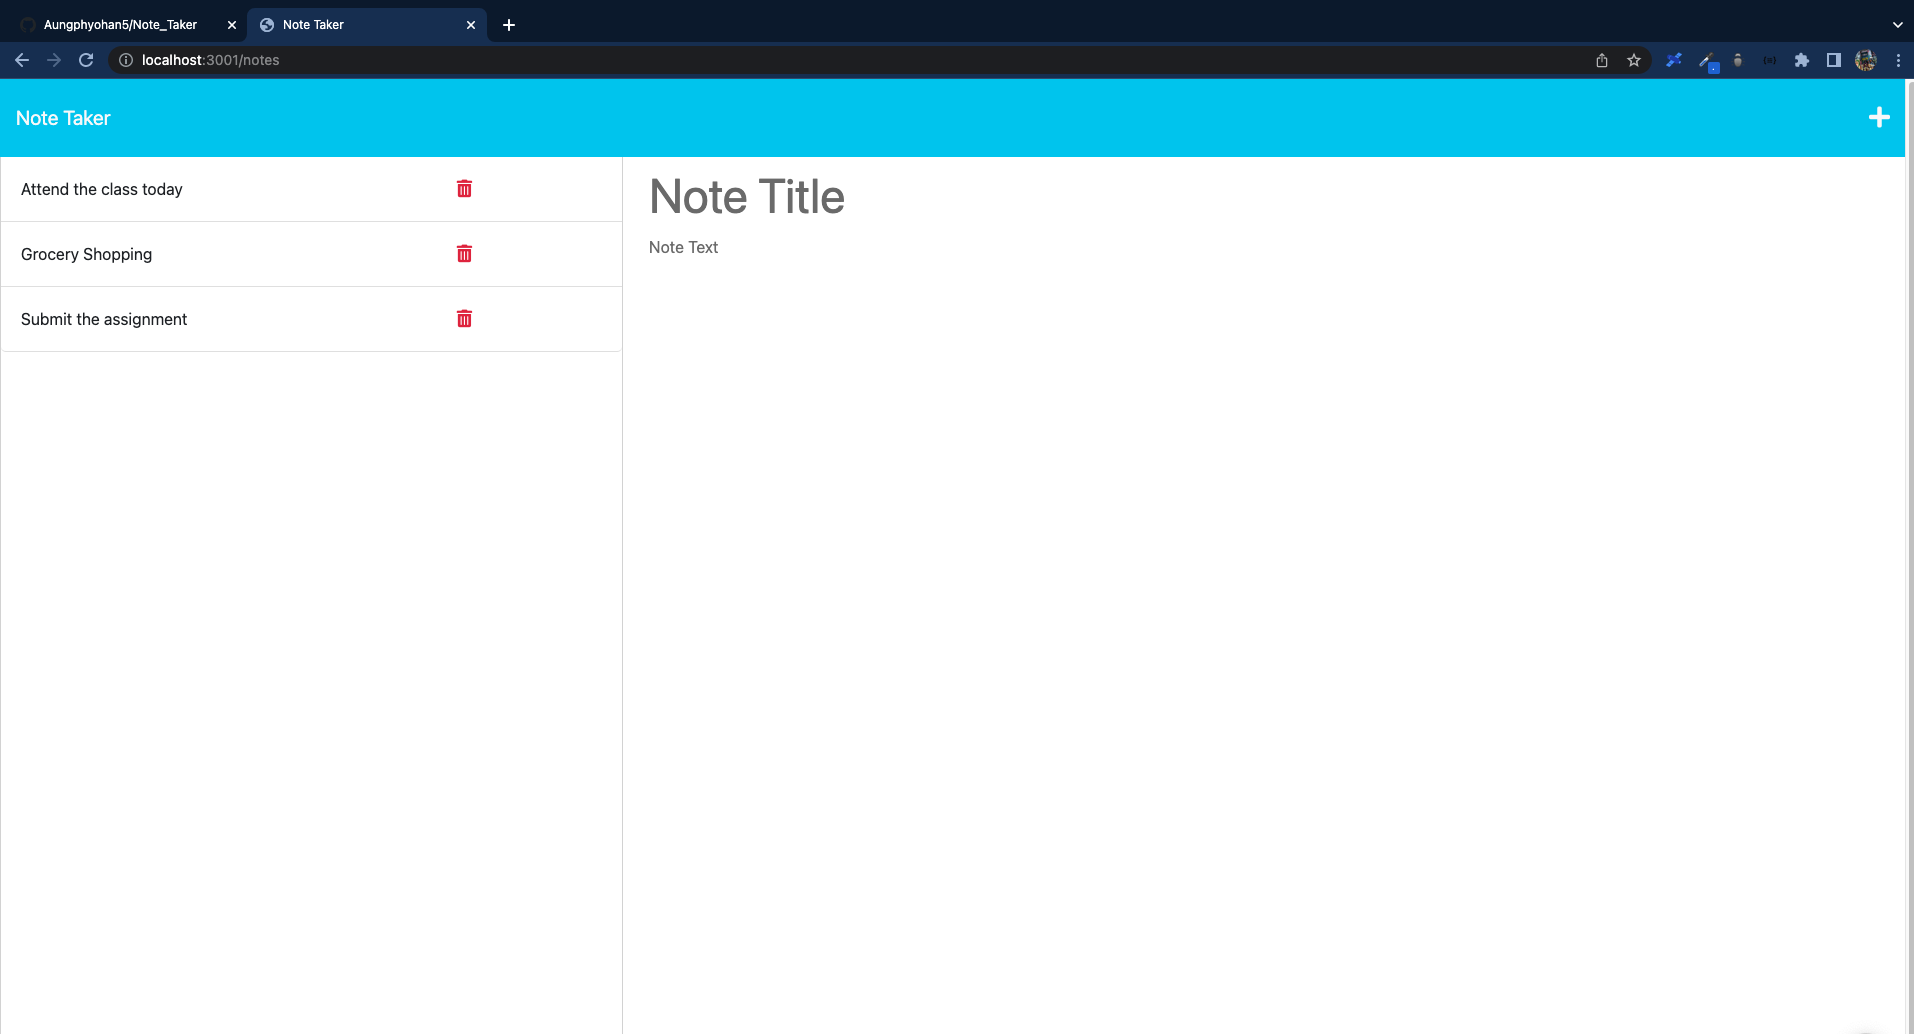 Aungphyohan5/Note_Taker
Note Taker
localhost:3001/notes
Note Taker
Attend the class today
Grocery Shopping
Submit the assignment
Note Title
Note Text